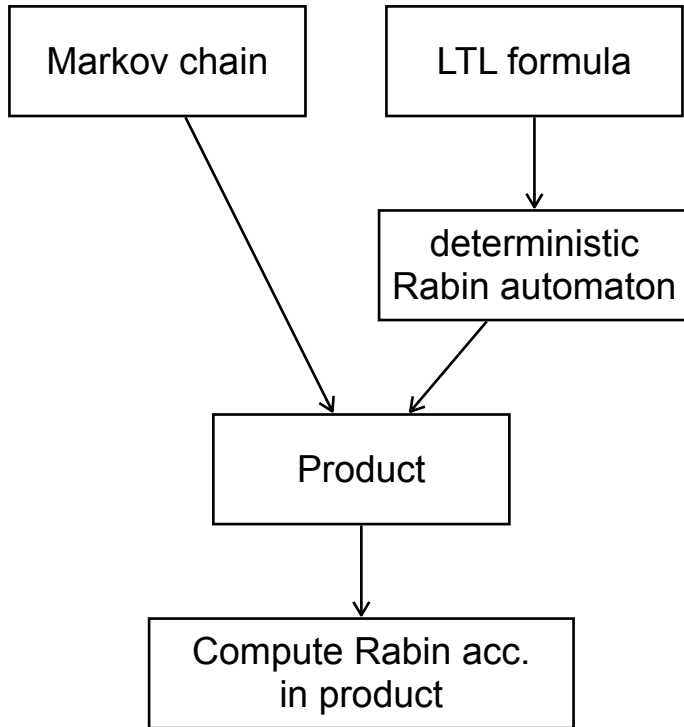 Markov chain
LTL formula
deterministic
Rabin automaton
Product
Compute Rabin acc.
in product